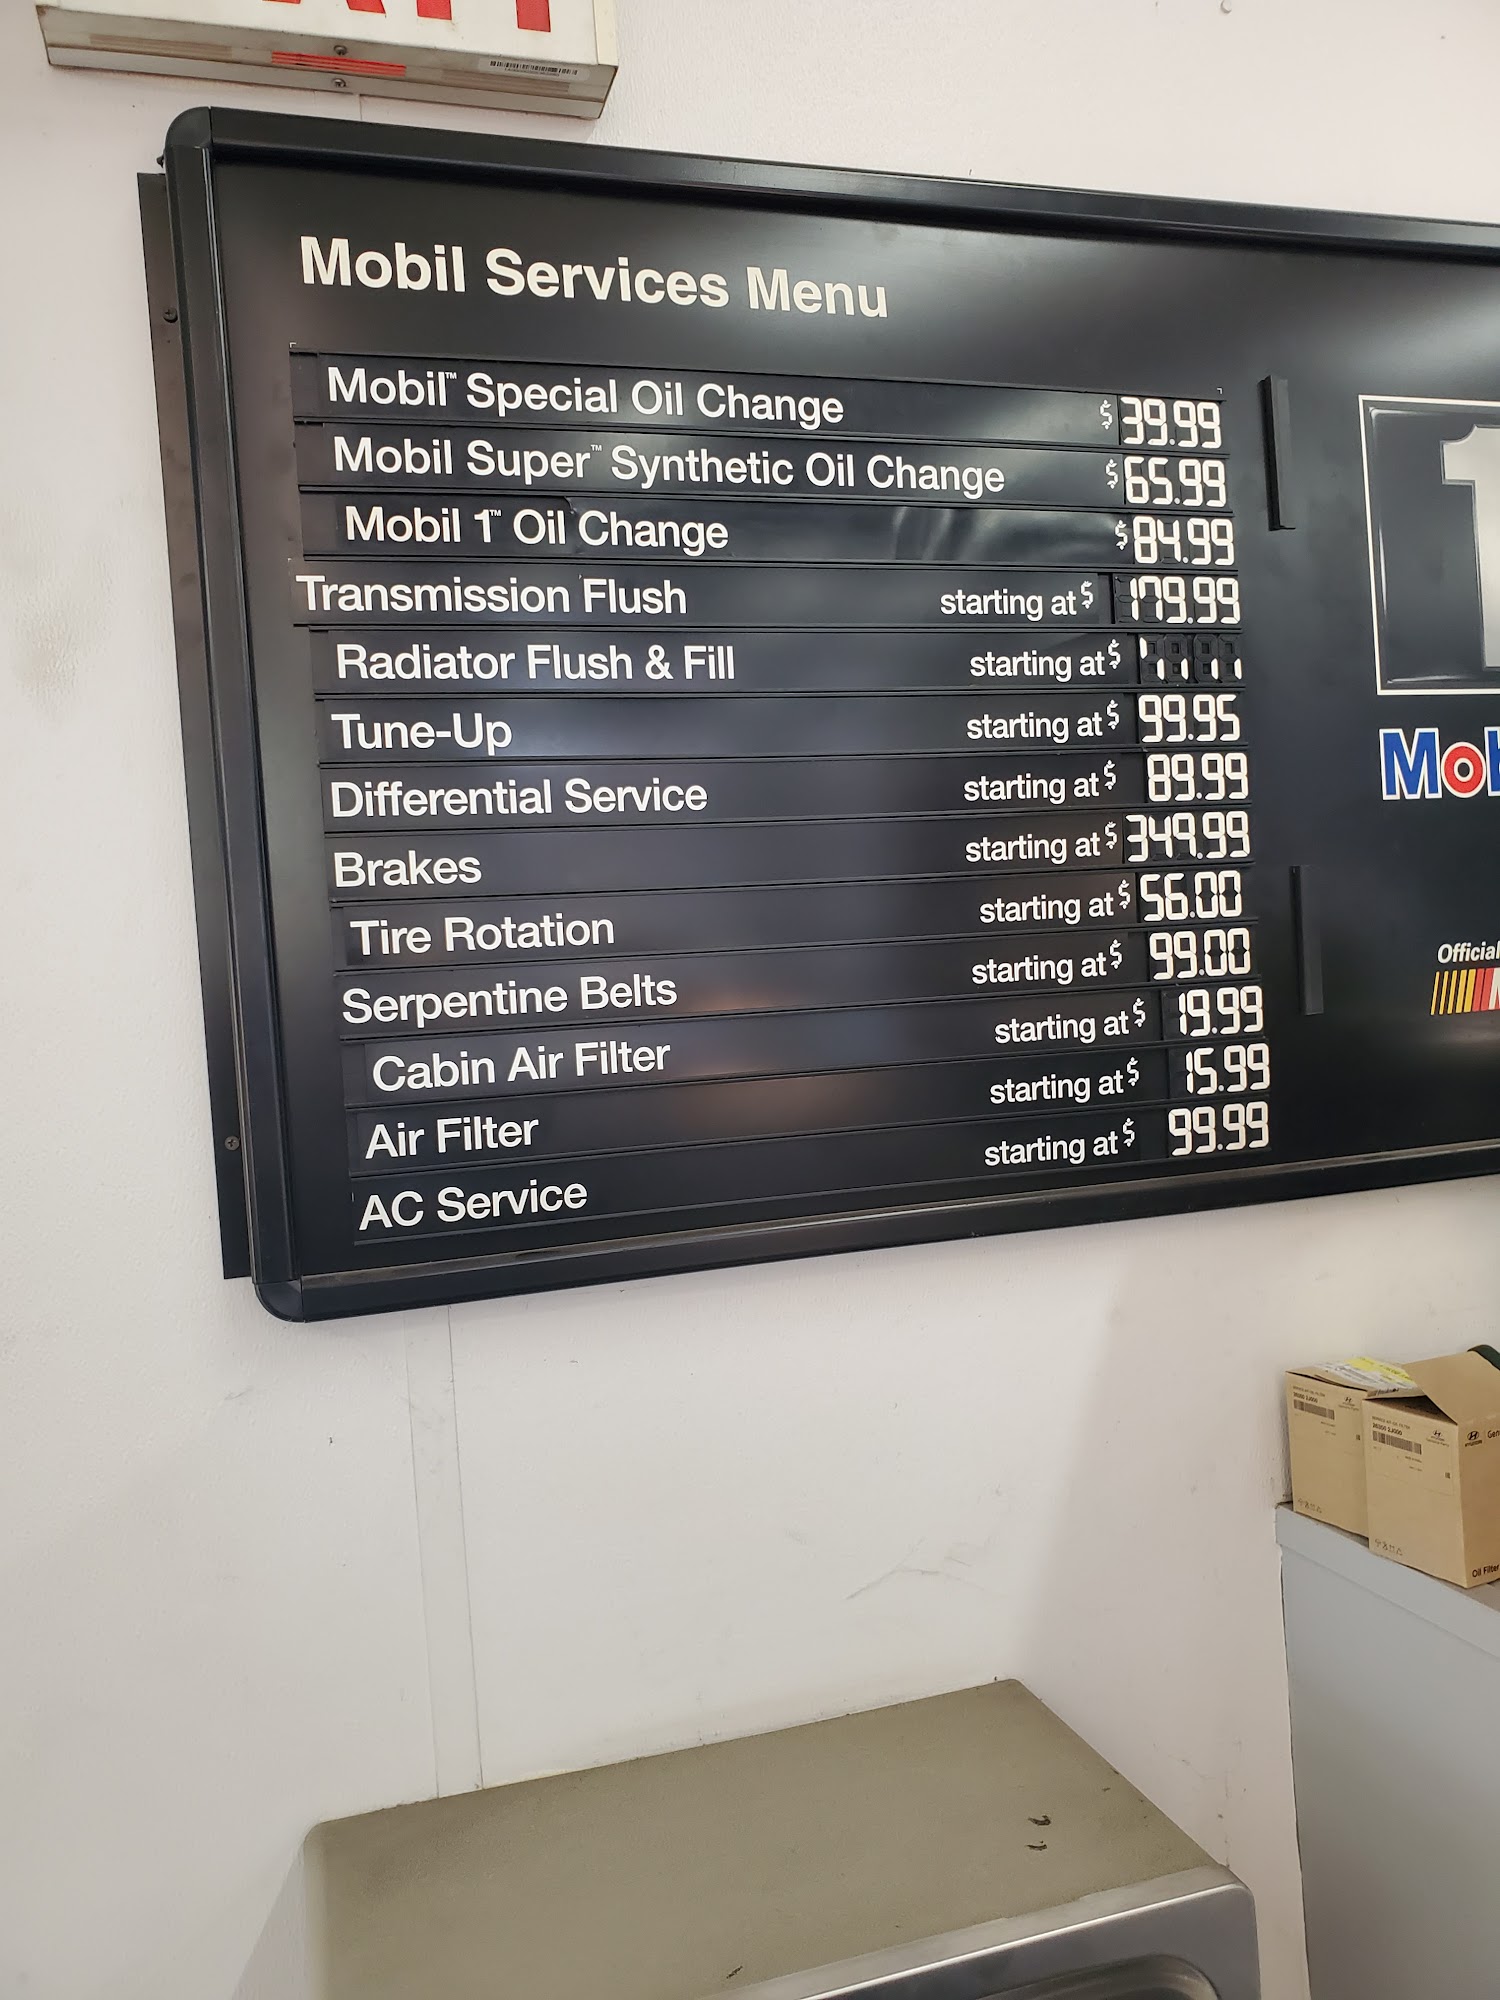 Mobil Services Menu
Mobil™ Special Oil Change $ 39.99
Mobil Super™ Synthetic Oil Change $ 65.99
Mobil 1™ Oil Change $ 84.99
Transmission Flush starting at $ 179.99
Radiator Flush & Fill starting at $
Tune-Up starting at $ 99.95
Differential Service starting at $ 89.99
Brakes starting at $ 349.99
Tire Rotation starting at $ 56.00
Serpentine Belts starting at $ 99.00
Cabin Air Filter starting at $ 19.99
Air Filter starting at $ 15.99
AC Service starting at $ 99.99
1
Mob
Official
Oil Filter